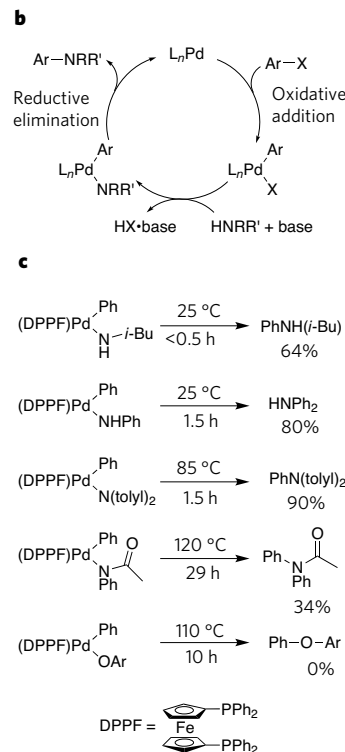 b
Ar–NRR' LₙPd Ar–X
Reductive elimination
Oxidative addition
LₙPd Ar NRR'
LₙPd Ar X
HX•base HNRR' + base
c
(DPPF)Pd Ph N H i-Bu 25 °C <0.5 h PhNH(i-Bu) 64%
(DPPF)Pd Ph NHPh 25 °C 1.5 h HNPh₂ 80%
(DPPF)Pd Ph N(tolyl)₂ 85 °C 1.5 h PhN(tolyl)₂ 90%
(DPPF)Pd Ph N Ph O 120 °C 29 h Ph N Ph O 34%
(DPPF)Pd Ph OAr 110 °C 10 h Ph–O–Ar 0%
DPPF = Fe PPh₂ PPh₂